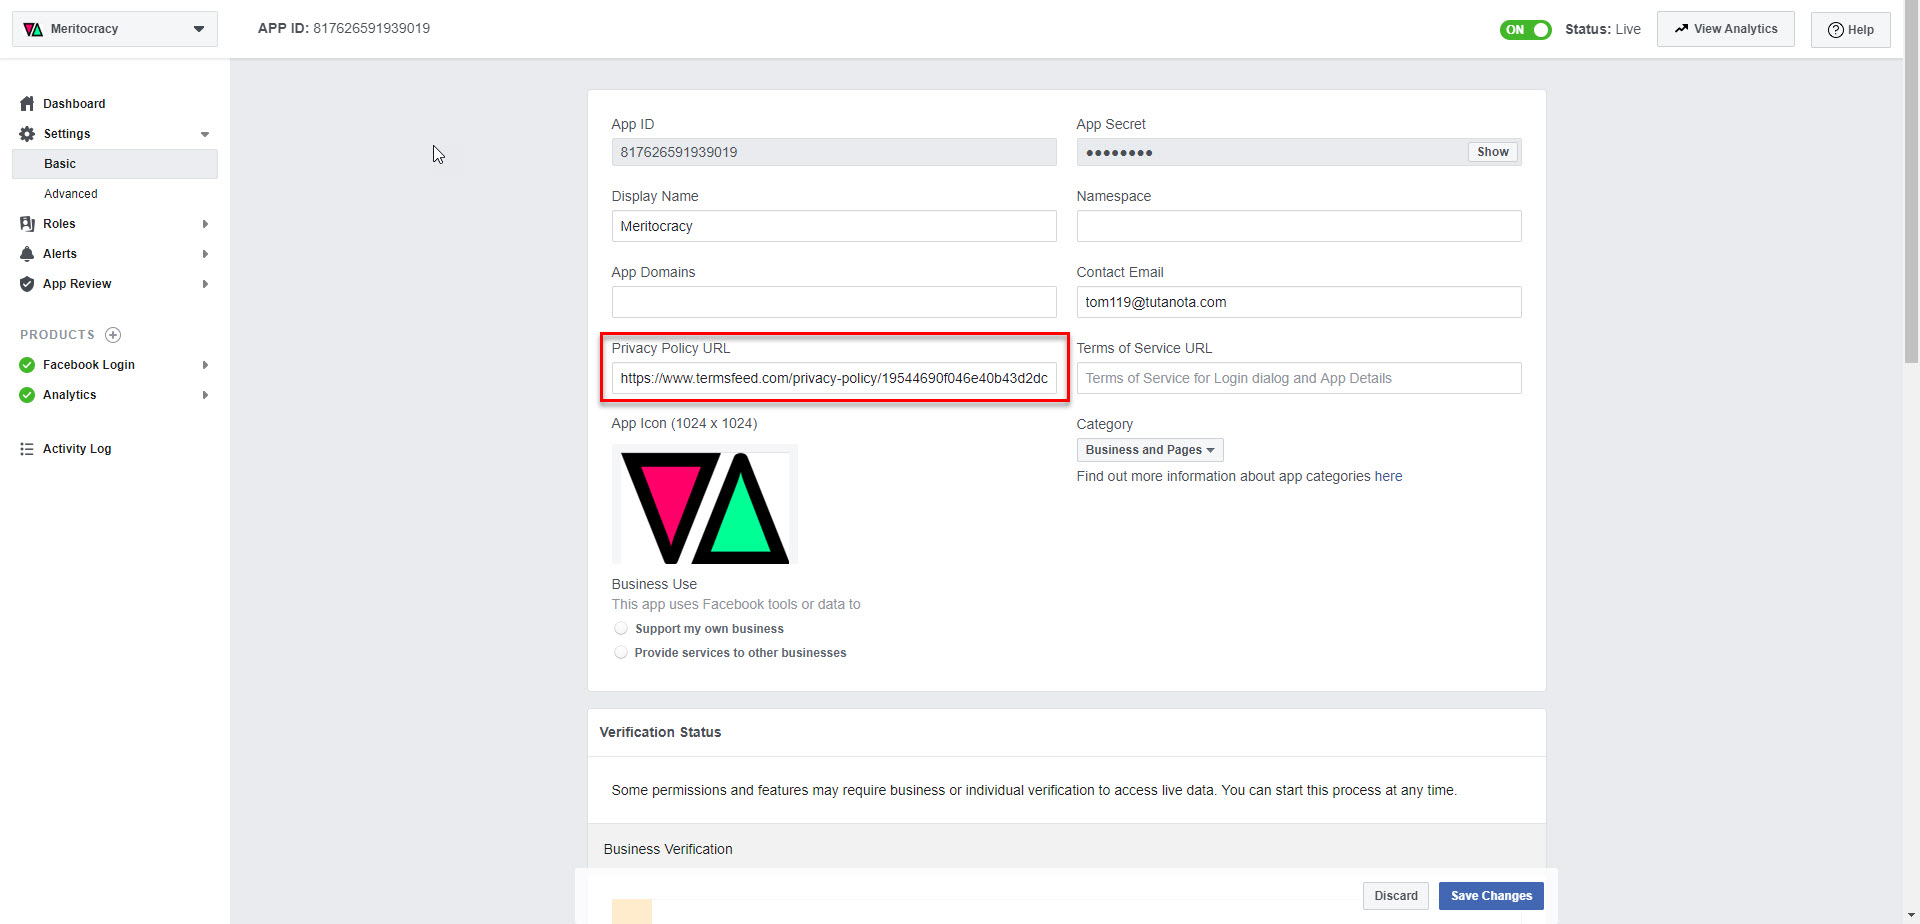 Meritocracy
APP ID: 817626591939019
ON
Status: Live
View Analytics
Help
Dashboard
Settings
Basic
Advanced
Roles
Alerts
App Review
PRODUCTS
Facebook Login
Analytics
Activity Log
App ID
817626591939019
App Secret
●●●●●●●●
Show
Display Name
Meritocracy
Namespace
App Domains
Contact Email
tom119@tutanota.com
Privacy Policy URL
https://www.termsfeed.com/privacy-policy/19544690f046e40b43d2dc
Terms of Service URL
Terms of Service for Login dialog and App Details
App Icon (1024 x 1024)
Category
Business and Pages
Find out more information about app categories here
Business Use
This app uses Facebook tools or data to
Support my own business
Provide services to other businesses
Verification Status
Some permissions and features may require business or individual verification to access live data. You can start this process at any time.
Business Verification
Discard
Save Changes